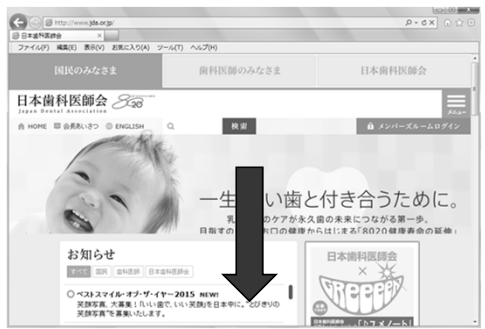 http://www.jda.or.jp/
日本歯科医師会
ファイル(F) 編集(E) 表示(V) お気に入り(A) ツール(T) ヘルプ(H)
国民のみなさま 歯科医師のみなさま 日本歯科医師会
日本歯科医師会 8020
Japan Dental Association
メニュー
HOME 会長あいさつ ENGLISH 検索 メンバーズルームログイン
一生 い歯と付き合うために。
乳 のケアが永久歯の未来につながる第一歩。
目指すの お口の健康からはじまる「8020健康寿命の延伸」
お知らせ
すべて 国民 歯科医師 日本歯科医師会
ベストスマイル・オブ・ザ・イヤー2015 NEW!
笑顔写真、大募集!「いい歯で、いい笑顔」を日本中に。"とびきりの
笑顔写真"を募集いたします。
日本歯科医師会
×
GReeeeN